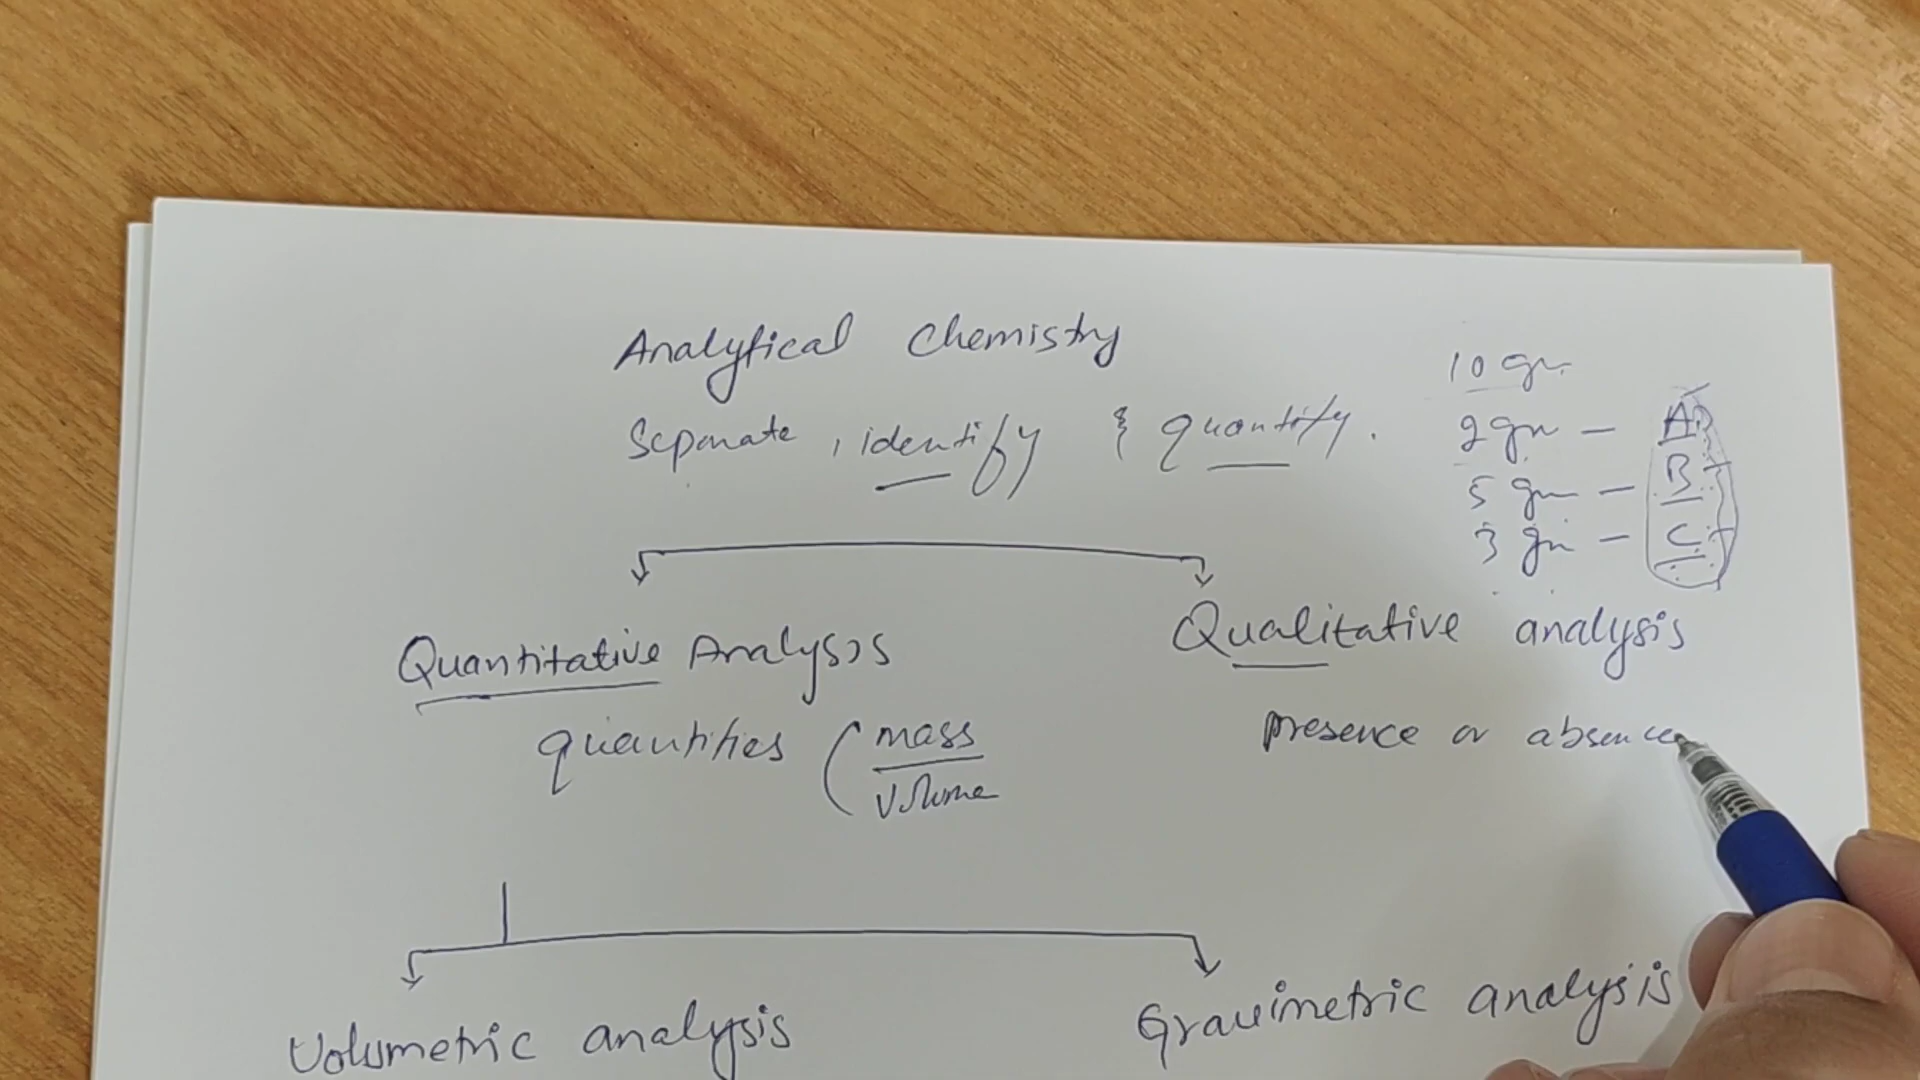 Analytical Chemistry
Separate, identify & quantify.
10 gm
2 gm - A
5 gm - B
3 gm - C
Quantitative Analysis
Qualitative analysis
quantities ( mass
volume
presence or absence
Volumetric analysis
Gravimetric analysis